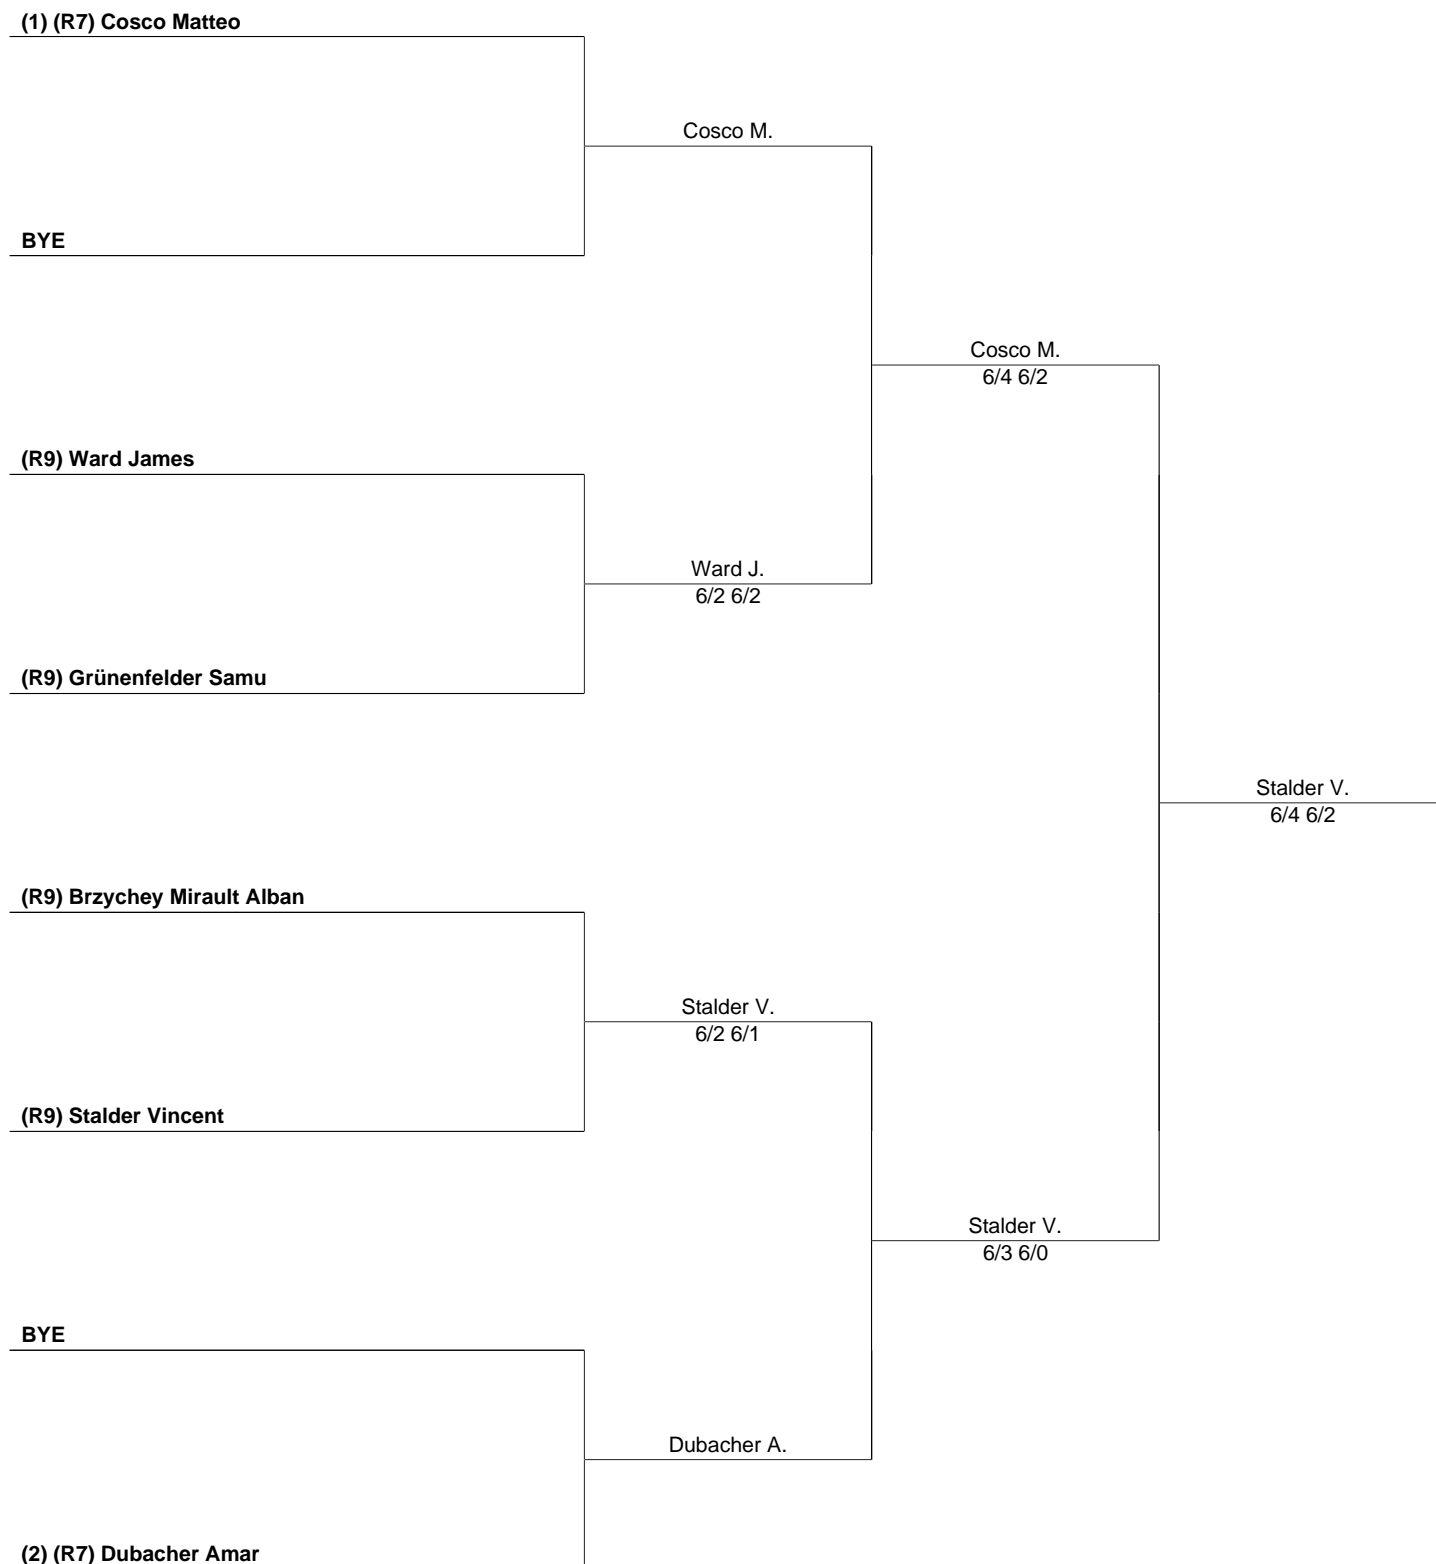 (1) (R7) Cosco Matteo
Cosco M.
BYE
Cosco M.
6/4 6/2
(R9) Ward James
Ward J.
6/2 6/2
(R9) Grünenfelder Samu
Stalder V.
6/4 6/2
(R9) Brzychey Mirault Alban
Stalder V.
6/2 6/1
(R9) Stalder Vincent
Stalder V.
6/3 6/0
BYE
Dubacher A.
(2) (R7) Dubacher Amar